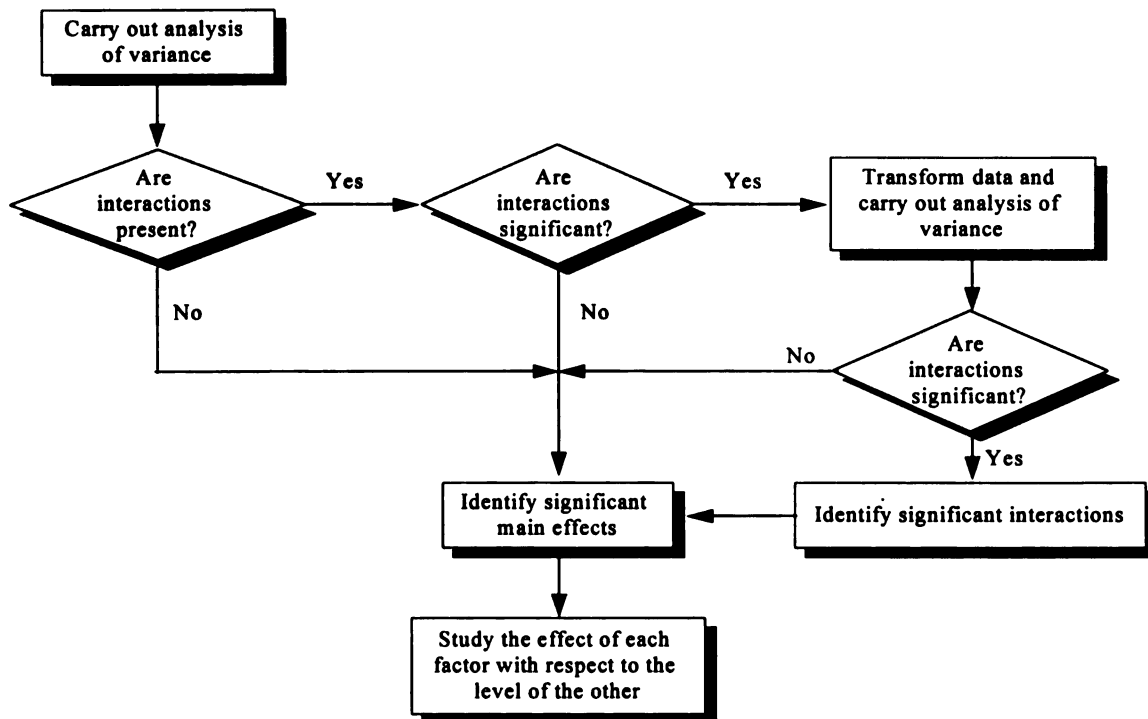 Carry out analysis
of variance
Are
interactions
present?
Yes
Are
interactions
significant?
Yes
Transform data and
carry out analysis of
variance
No
No
No
Are
interactions
significant?
Yes
Identify significant
main effects
Identify significant interactions
Study the effect of each
factor with respect to the
level of the other